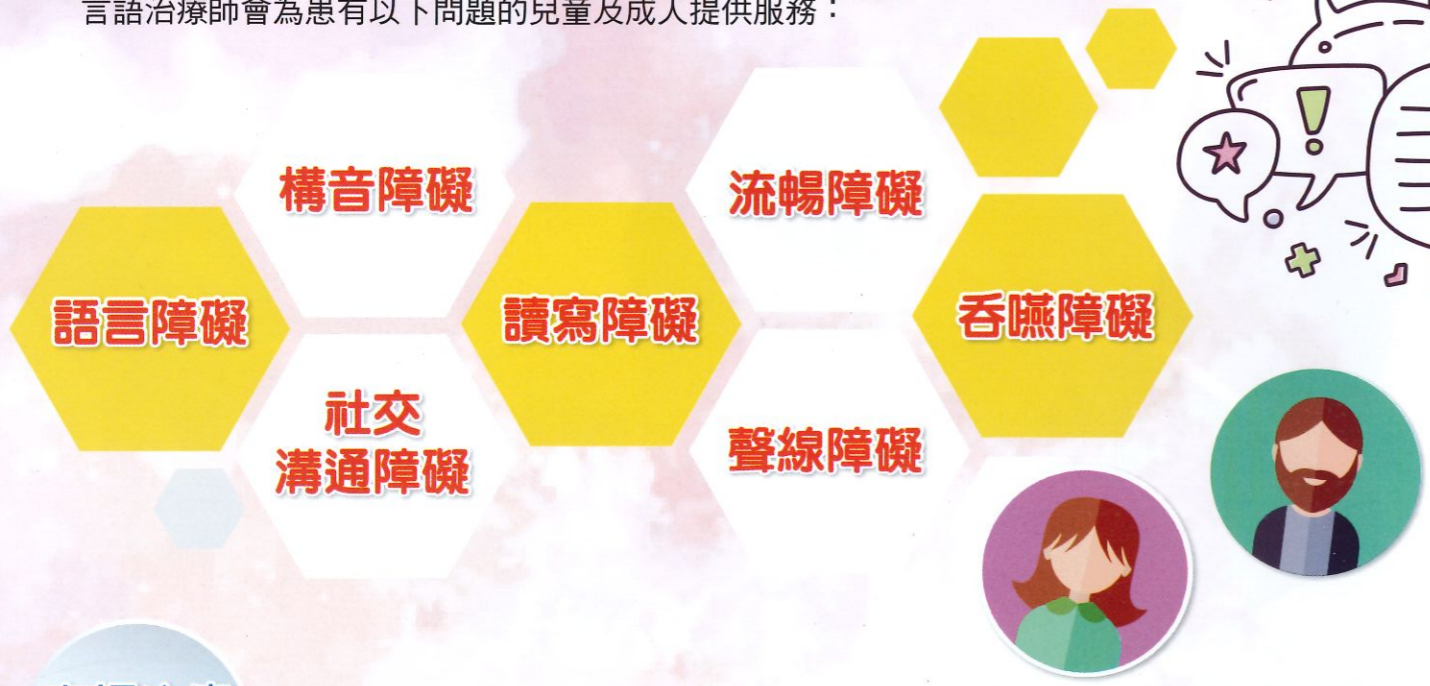 言語治療師會為患有以下問題的兒童及成人提供服務：
構音障礙
流暢障礙
語言障礙
讀寫障礙
吞嚥障礙
社交
溝通障礙
聲線障礙